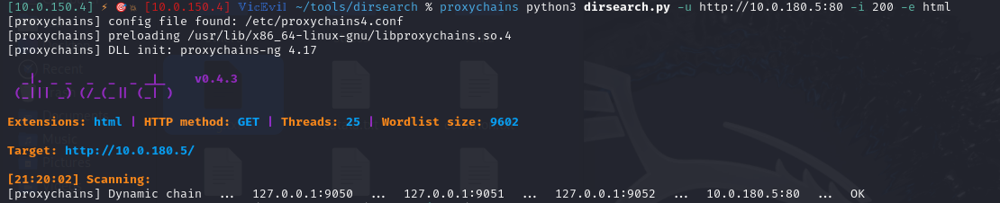 [10.0.150.4] ⚡ 🎯 [10.0.150.4] ~/tools/dirsearch % proxychains python3 dirsearch.py -u http://10.0.180.5:80 -i 200 -e html
[proxychains] config file found: /etc/proxychains4.conf
[proxychains] preloading /usr/lib/x86_64-linux-gnu/libproxychains.so.4
[proxychains] DLL init: proxychains-ng 4.17
v0.4.3
Extensions: html | HTTP method: GET | Threads: 25 | Wordlist size: 9602
Target: http://10.0.180.5/
[21:20:02] Scanning:
[proxychains] Dynamic chain ... 127.0.0.1:9050 ... 127.0.0.1:9051 ... 127.0.0.1:9052 ... 10.0.180.5:80 ... OK